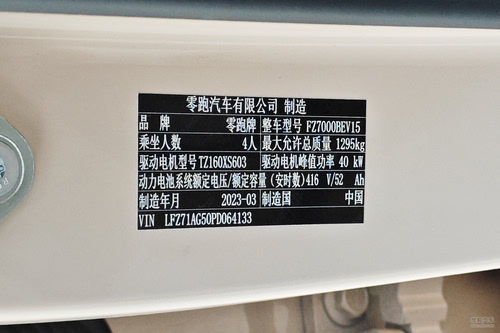 零跑汽车有限公司 制造
品 牌 零跑牌 整车型号 FZ7000BEV15
乘坐人数 4人 最大允许总质量 1295kg
驱动电机型号 TZ160XS603 驱动电机峰值功率 40 kW
动力电池系统额定电压/额定容量（安时数）416 V/52 Ah
制造年月 2023-03 制造国 中国
VIN LFZ71AG50PD064133